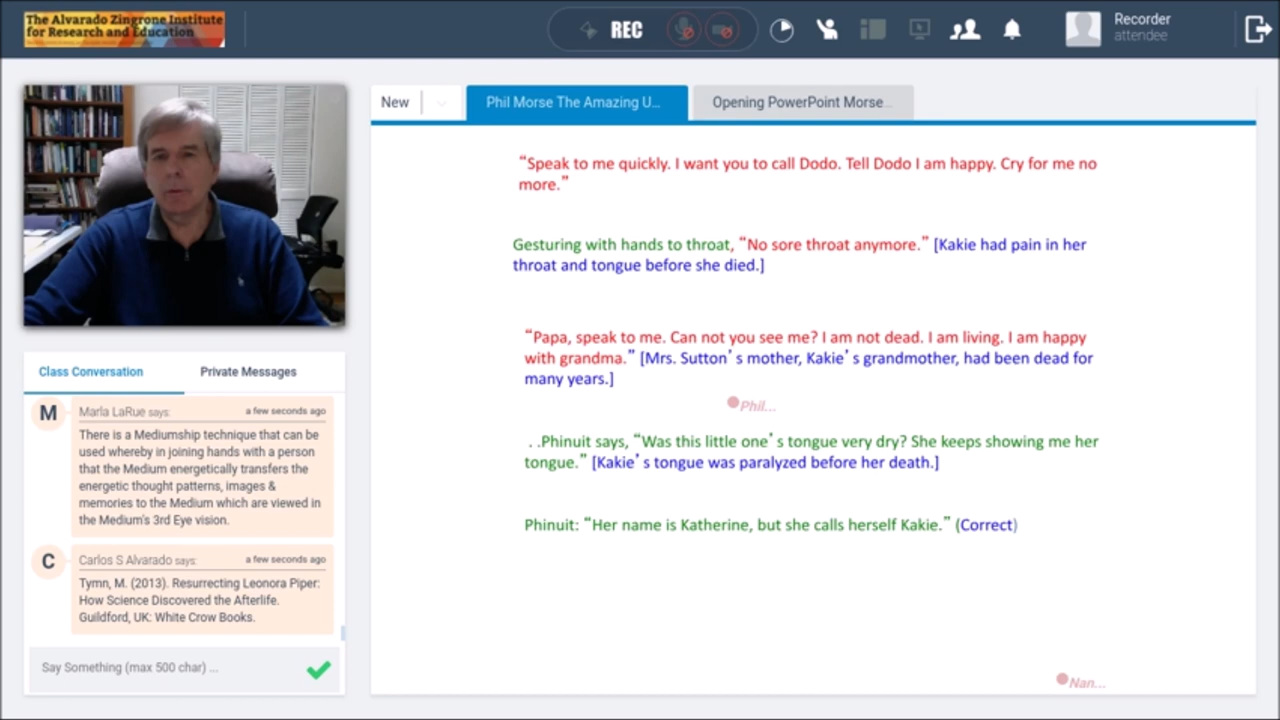 The Alvarado Zingrone Institute
for Research and Education
REC
Recorder
attendee
New
Phil Morse The Amazing U...
Opening PowerPoint Morse...
“Speak to me quickly. I want you to call Dodo. Tell Dodo I am happy. Cry for me no
more.”
Gesturing with hands to throat, “No sore throat anymore.” [Kakie had pain in her
throat and tongue before she died.]
“Papa, speak to me. Can not you see me? I am not dead. I am living. I am happy
with grandma.” [Mrs. Sutton’s mother, Kakie’s grandmother, had been dead for
many years.]
Phil...
. .Phinuit says, “Was this little one’s tongue very dry? She keeps showing me her
tongue.” [Kakie’s tongue was paralyzed before her death.]
Phinuit: “Her name is Katherine, but she calls herself Kakie.” (Correct)
Nan...
Class Conversation
Private Messages
M
Marla LaRue says:
a few seconds ago
There is a Mediumship technique that can be
used whereby in joining hands with a person
that the Medium energetically transfers the
energetic thought patterns, images &
memories to the Medium which are viewed in
the Medium's 3rd Eye vision.
C
Carlos S Alvarado says:
a few seconds ago
Tymn, M. (2013). Resurrecting Leonora Piper:
How Science Discovered the Afterlife.
Guildford, UK: White Crow Books.
Say Something (max 500 char) ...